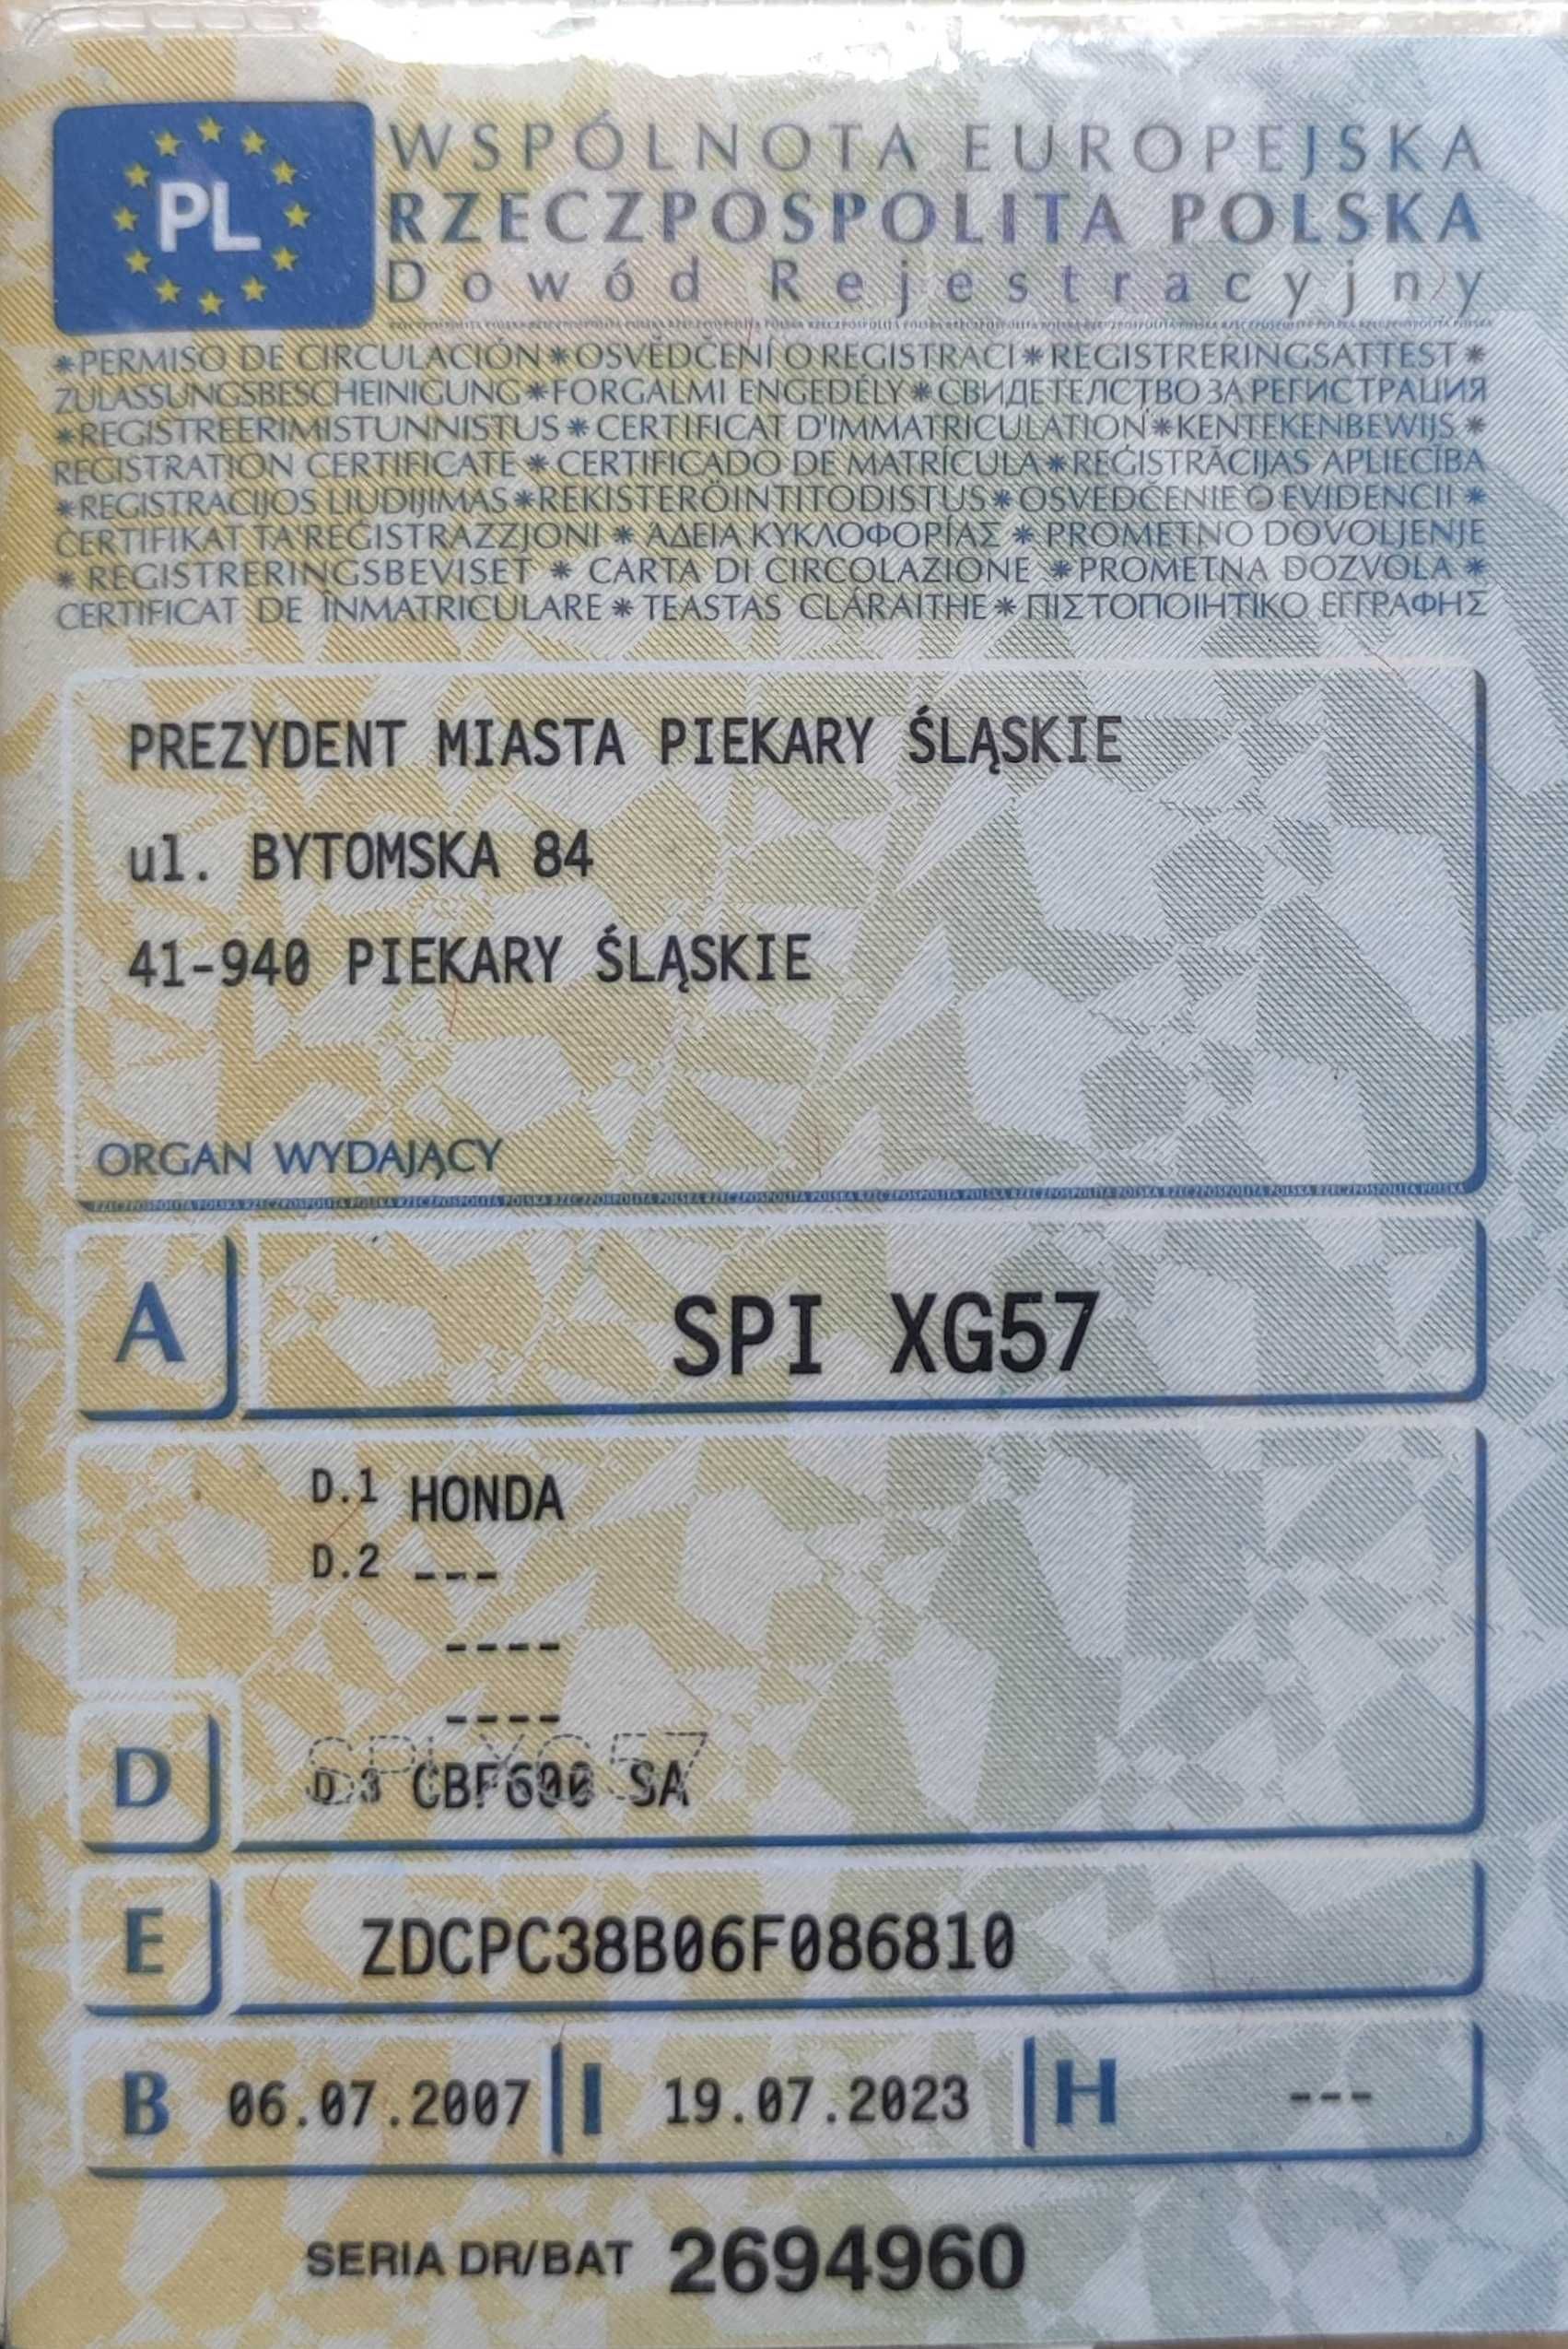 PL
WSPÓLNOTA EUROPEJSKA
RZECZPOSPOLITA POLSKA
Dowód Rejestracyjny
*PERMISO DE CIRCULACIÓN*OSVĚDČENÍ O REGISTRACI*REGISTRERINGSATTEST*
ZULASSUNGSBESCHEINIGUNG*FORGALMI ENGEDÉLY*СВИДЕТЕЛСТВО ЗА РЕГИСТРАЦИЯ
*REGISTREERIMISTUNNISTUS*CERTIFICAT D'IMMATRICULATION*KENTEKENBEWIJS*
REGISTRATION CERTIFICATE*CERTIFICADO DE MATRÍCULA*REĢISTRĀCIJAS APLIECĪBA
*REGISTRACIJOS LIUDIJIMAS*REKISTERÖINTITODISTUS*OSVEDČENIE O EVIDENCII*
ĊERTIFIKAT TA'REĠISTRAZZJONI*ΆΔΕΙΑ ΚΥΚΛΟΦΟΡΊΑΣ*PROMETNO DOVOLJENJE
*REGISTRERINGSBEVISET*CARTA DI CIRCOLAZIONE*PROMETNA DOZVOLA*
CERTIFICAT DE ÎNMATRICULARE*TEASTAS CLÁRAITHE*ΠΙΣΤΟΠΟΙΗΤΙΚΟ ΕΓΓΡΑΦΗΣ
PREZYDENT MIASTA PIEKARY ŚLĄSKIE
ul. BYTOMSKA 84
41-940 PIEKARY ŚLĄSKIE
ORGAN WYDAJĄCY
A SPI XG57
D.1 HONDA
D.2 ---
----
----
SPI XG57
D D.3 CBF600 SA
E ZDCPC38B06F086810
B 06.07.2007 I 19.07.2023 H ---
SERIA DR/BAT 2694960